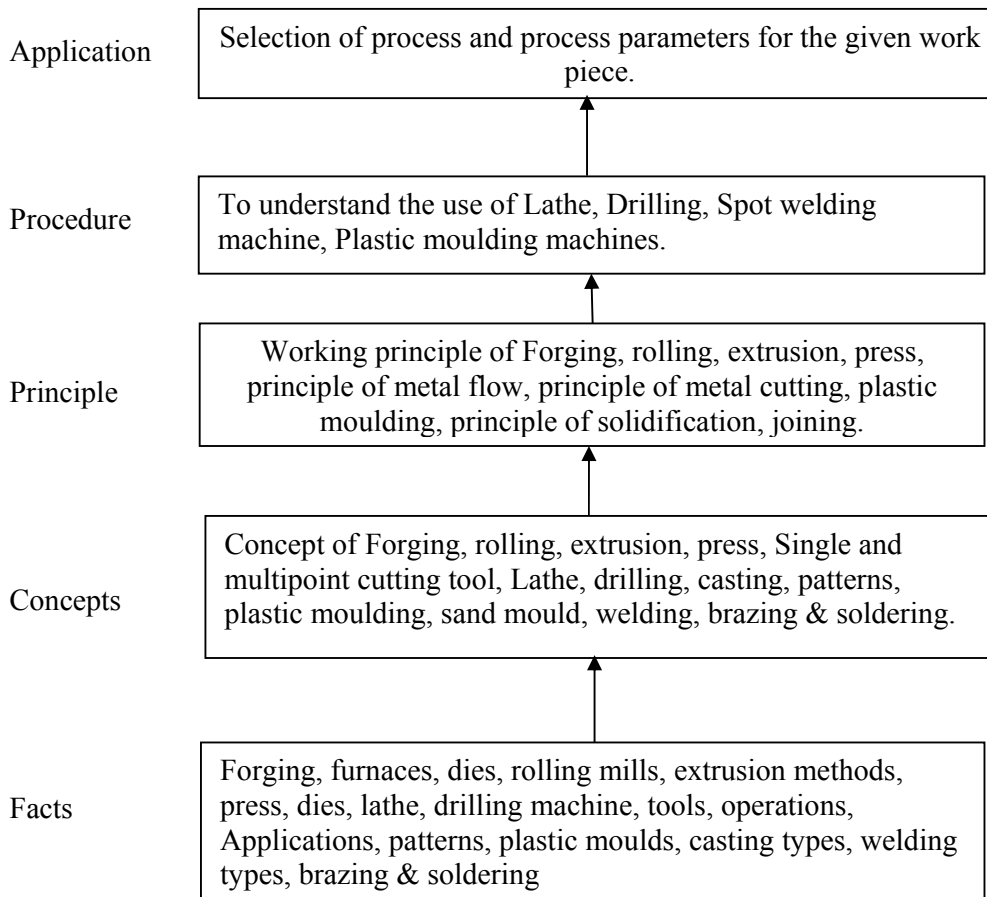 Application
Selection of process and process parameters for the given work
piece.
Procedure
To understand the use of Lathe, Drilling, Spot welding
machine, Plastic moulding machines.
Principle
Working principle of Forging, rolling, extrusion, press,
principle of metal flow, principle of metal cutting, plastic
moulding, principle of solidification, joining.
Concepts
Concept of Forging, rolling, extrusion, press, Single and
multipoint cutting tool, Lathe, drilling, casting, patterns,
plastic moulding, sand mould, welding, brazing & soldering.
Facts
Forging, furnaces, dies, rolling mills, extrusion methods,
press, dies, lathe, drilling machine, tools, operations,
Applications, patterns, plastic moulds, casting types, welding
types, brazing & soldering